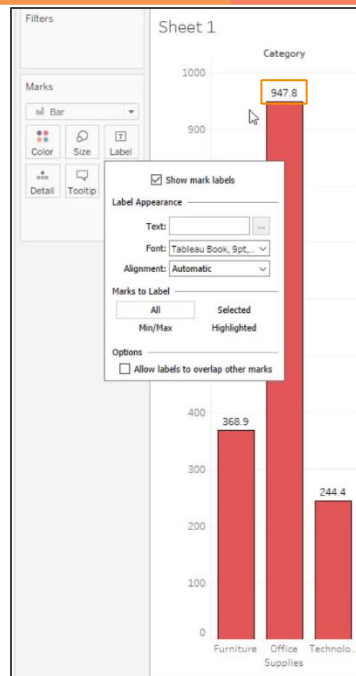 Filters
Marks
Bar
Color Size Label
Detail Tooltip
Show mark labels
Label Appearance
Text: ...
Font: Tableau Book, 9pt,...
Alignment: Automatic
Marks to Label
All Selected
Min/Max Highlighted
Options
Allow labels to overlap other marks
Sheet 1
Category
1000
947.8
900
400
368.9
300
244.4
200
100
0
Furniture Office Supplies Technolo..